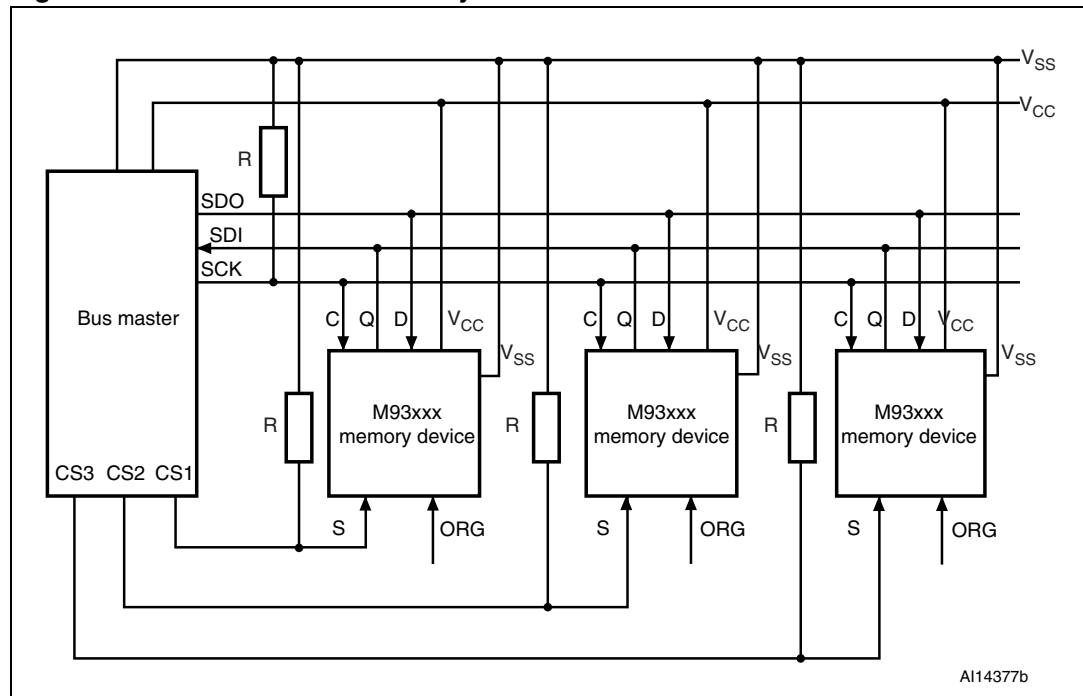 VSS
VCC
R
SDO
SDI
SCK
Bus master
C Q D VCC
VSS
C Q D VCC
VSS
C Q D VCC
VSS
R
M93xxx
memory device
R
M93xxx
memory device
R
M93xxx
memory device
CS3 CS2 CS1
S ORG
S ORG
S ORG
AI14377b